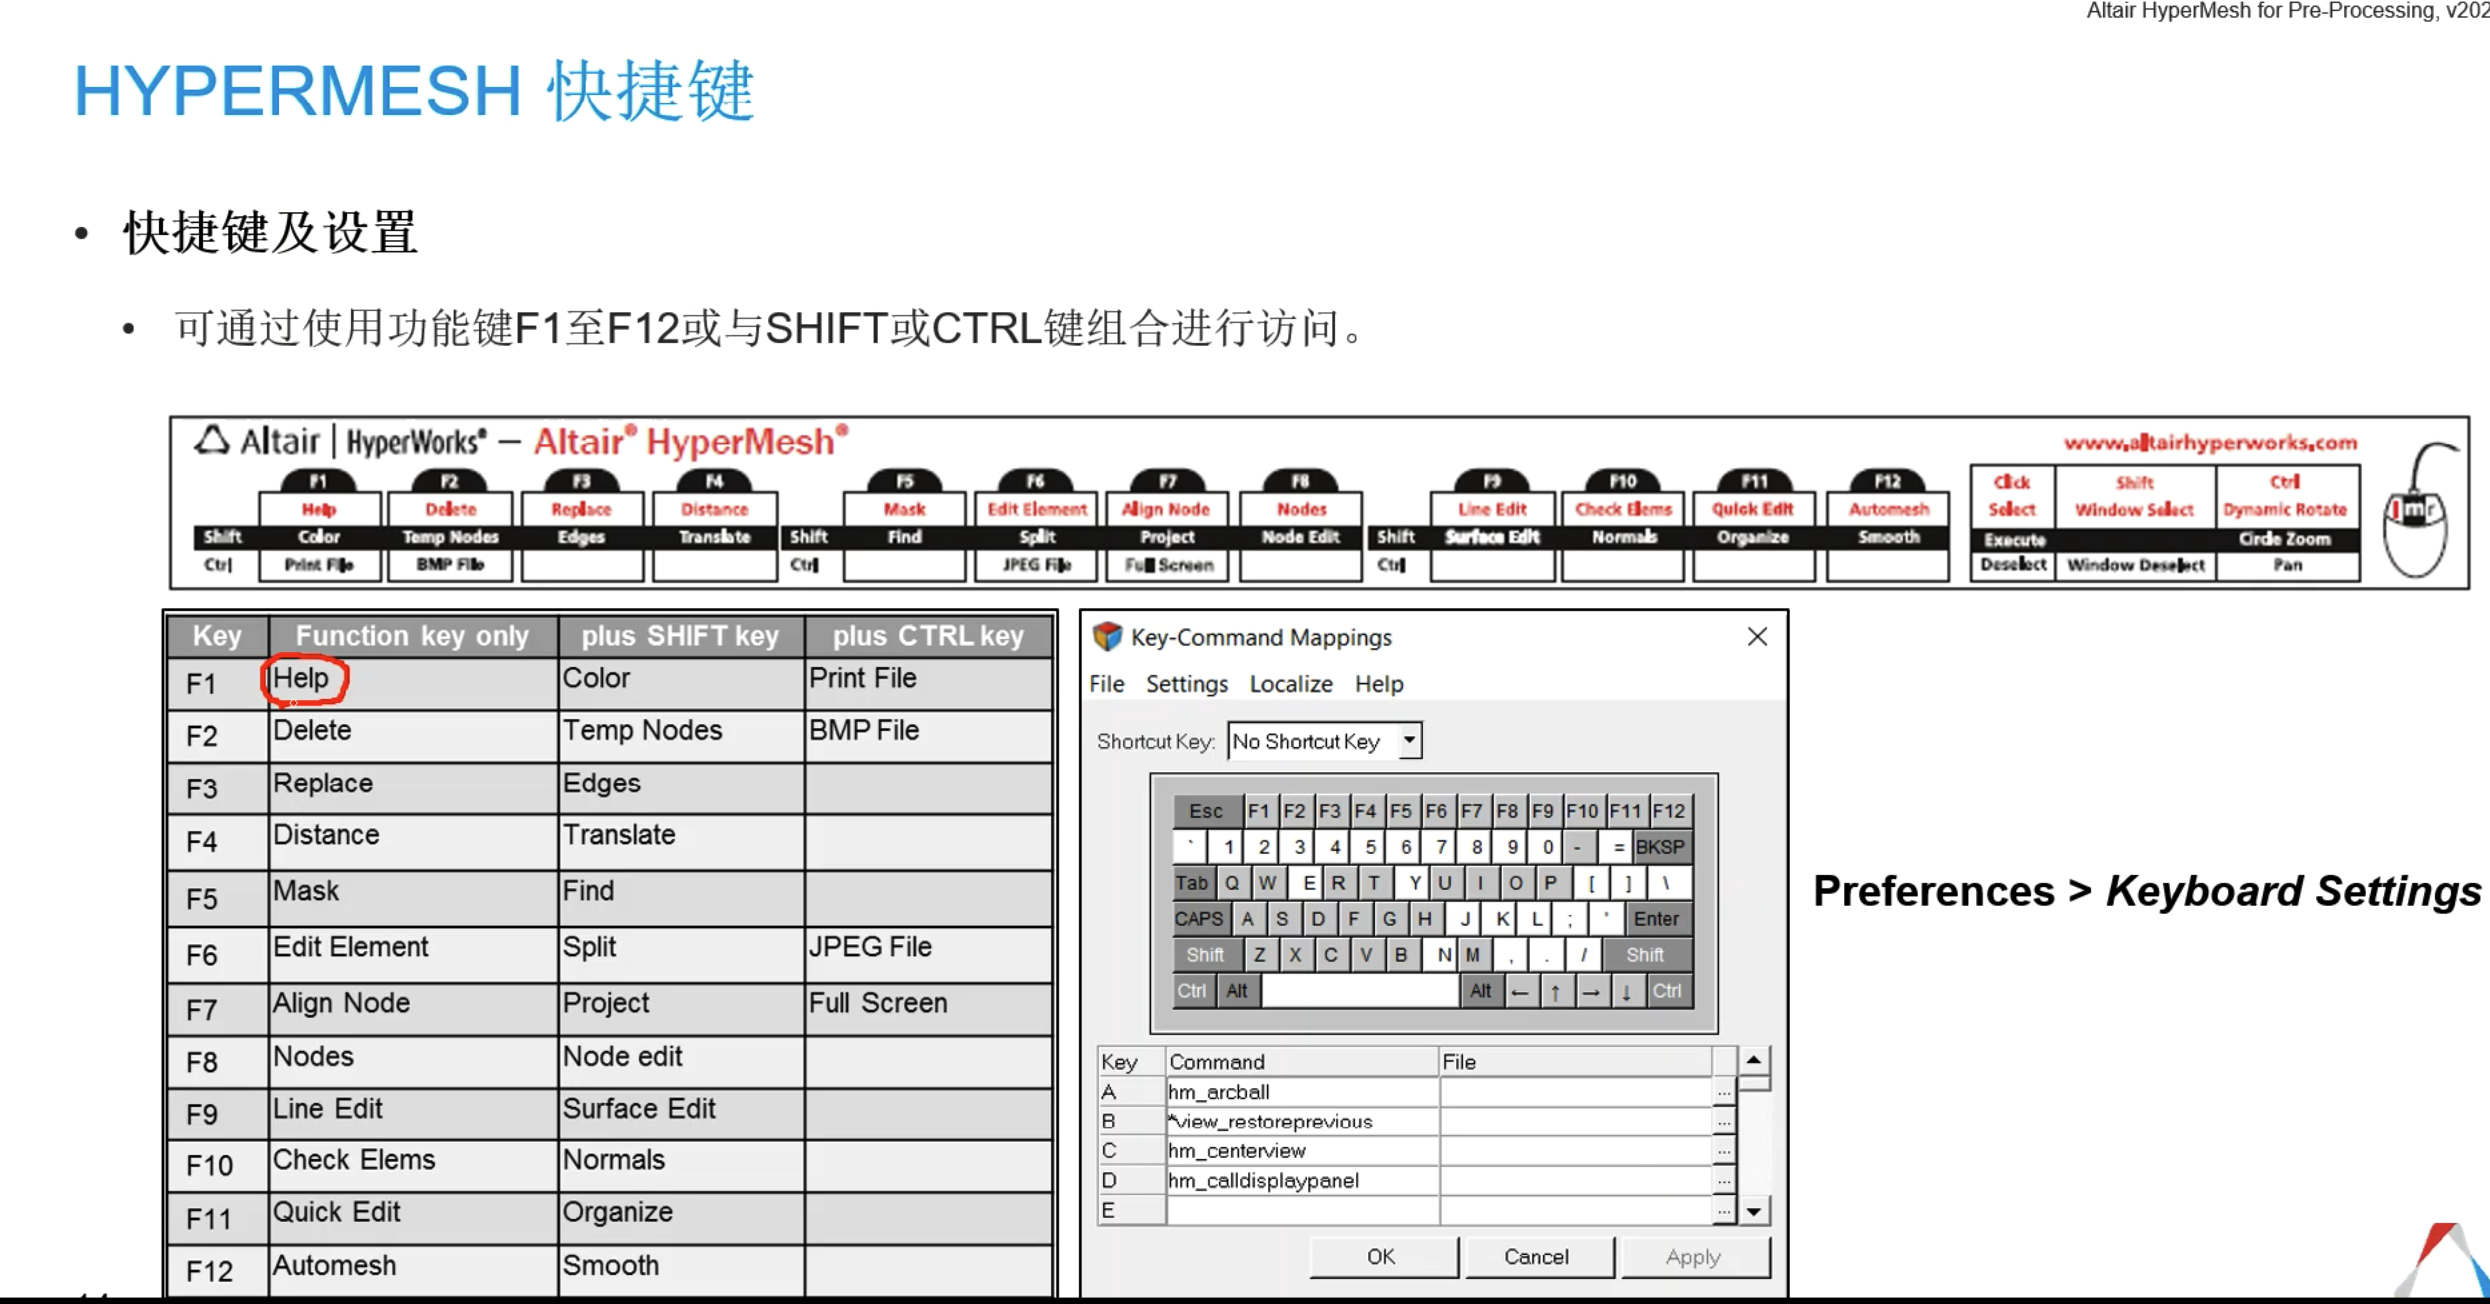 Altair HyperMesh for Pre-Processing, v202
HYPERMESH 快捷键
• 快捷键及设置
• 可通过使用功能键F1至F12或与SHIFT或CTRL键组合进行访问。
Altair | HyperWorks® — Altair® HyperMesh®
www.altairhyperworks.com
F1 F2 F3 F4 F5 F6 F7 F8 F9 F10 F11 F12 Click Shift Ctrl
Help Delete Replace Distance Mask Edit Element Align Node Nodes Line Edit Check Elems Quick Edit Automesh Select Window Select Dynamic Rotate
Shift Color Temp Nodes Edges Translate Shift Find Split Project Node Edit Shift Surface Edit Normals Organize Smooth Execute Circle Zoom
Ctrl Print File BMP File Ctrl JPEG File Full Screen Ctrl Deselect Window Deselect Pan
l m r
Key Function key only plus SHIFT key plus CTRL key
F1 Help Color Print File
F2 Delete Temp Nodes BMP File
F3 Replace Edges
F4 Distance Translate
F5 Mask Find
F6 Edit Element Split JPEG File
F7 Align Node Project Full Screen
F8 Nodes Node edit
F9 Line Edit Surface Edit
F10 Check Elems Normals
F11 Quick Edit Organize
F12 Automesh Smooth
Key-Command Mappings
File Settings Localize Help
Shortcut Key: No Shortcut Key
Esc F1 F2 F3 F4 F5 F6 F7 F8 F9 F10 F11 F12
` 1 2 3 4 5 6 7 8 9 0 - = BKSP
Tab Q W E R T Y U I O P [ ] \
CAPS A S D F G H J K L ; ' Enter
Shift Z X C V B N M , . / Shift
Ctrl Alt Alt ← ↑ → ↓ Ctrl
Key Command File
A hm_arcball ...
B *view_restoreprevious ...
C hm_centerview ...
D hm_calldisplaypanel ...
E ...
OK Cancel Apply
Preferences > Keyboard Settings